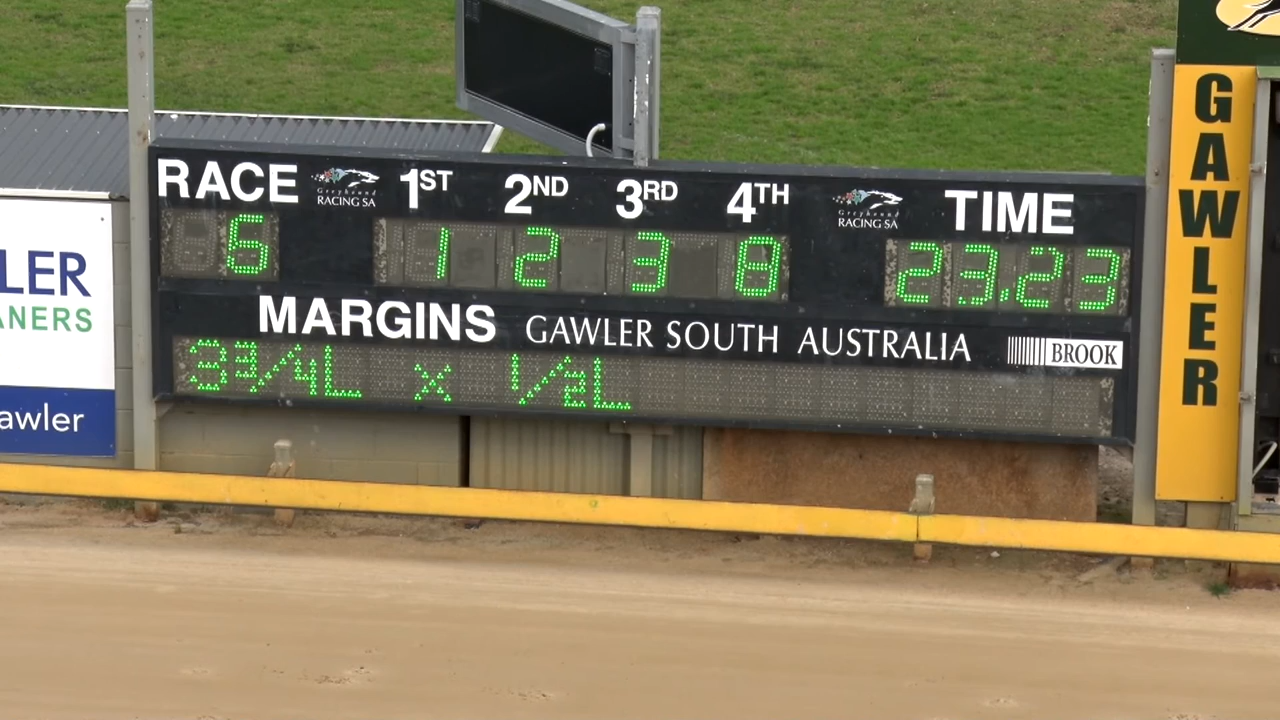 GAWLER
RACE
Greyhound
RACING SA
1ST
2ND
3RD
4TH
Greyhound
RACING SA
TIME
6
1
2
3
8
23.23
MARGINS
GAWLER SOUTH AUSTRALIA
BROOK
3 3/4L x 1/2L
LER
ANERS
awler